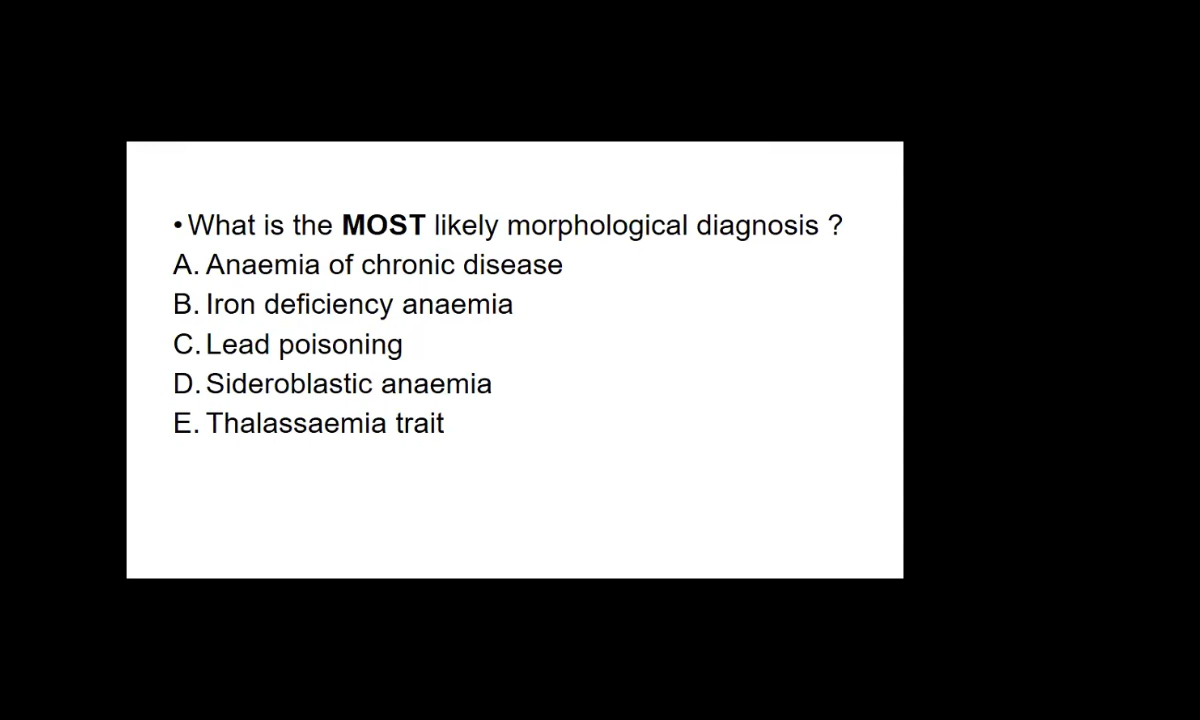 • What is the MOST likely morphological diagnosis ?
A. Anaemia of chronic disease
B. Iron deficiency anaemia
C. Lead poisoning
D. Sideroblastic anaemia
E. Thalassaemia trait